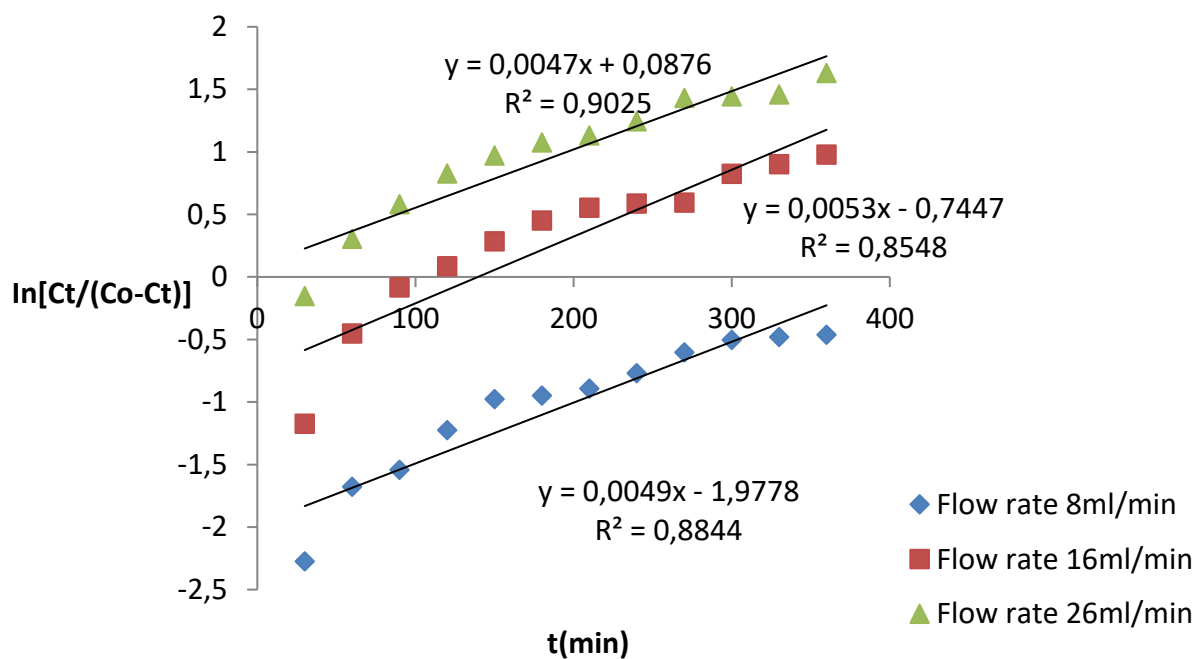 2
1,5
1
0,5
0
-0,5
-1
-1,5
-2
-2,5
ln[Ct/(Co-Ct)]
0
100
200
300
400
t(min)
y = 0,0047x + 0,0876
R² = 0,9025
y = 0,0053x - 0,7447
R² = 0,8548
y = 0,0049x - 1,9778
R² = 0,8844
Flow rate 8ml/min
Flow rate 16ml/min
Flow rate 26ml/min